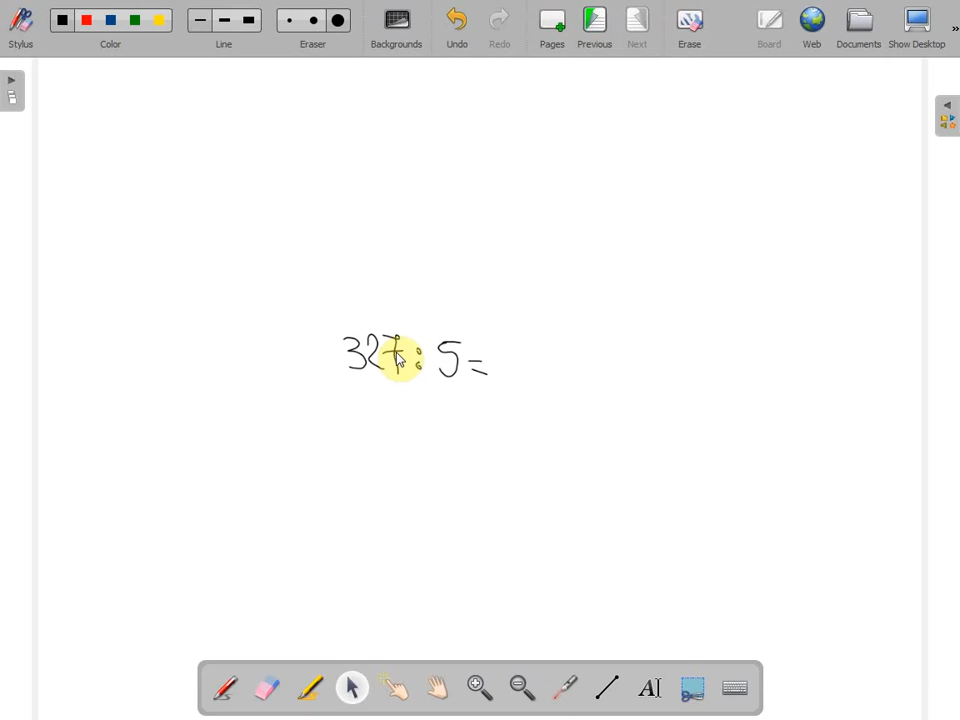 Stylus
Color
Line
Eraser
Backgrounds
Undo
Redo
Pages
Previous
Next
Erase
Board
Web
Documents
Show Desktop
»
327 : 5 =
A